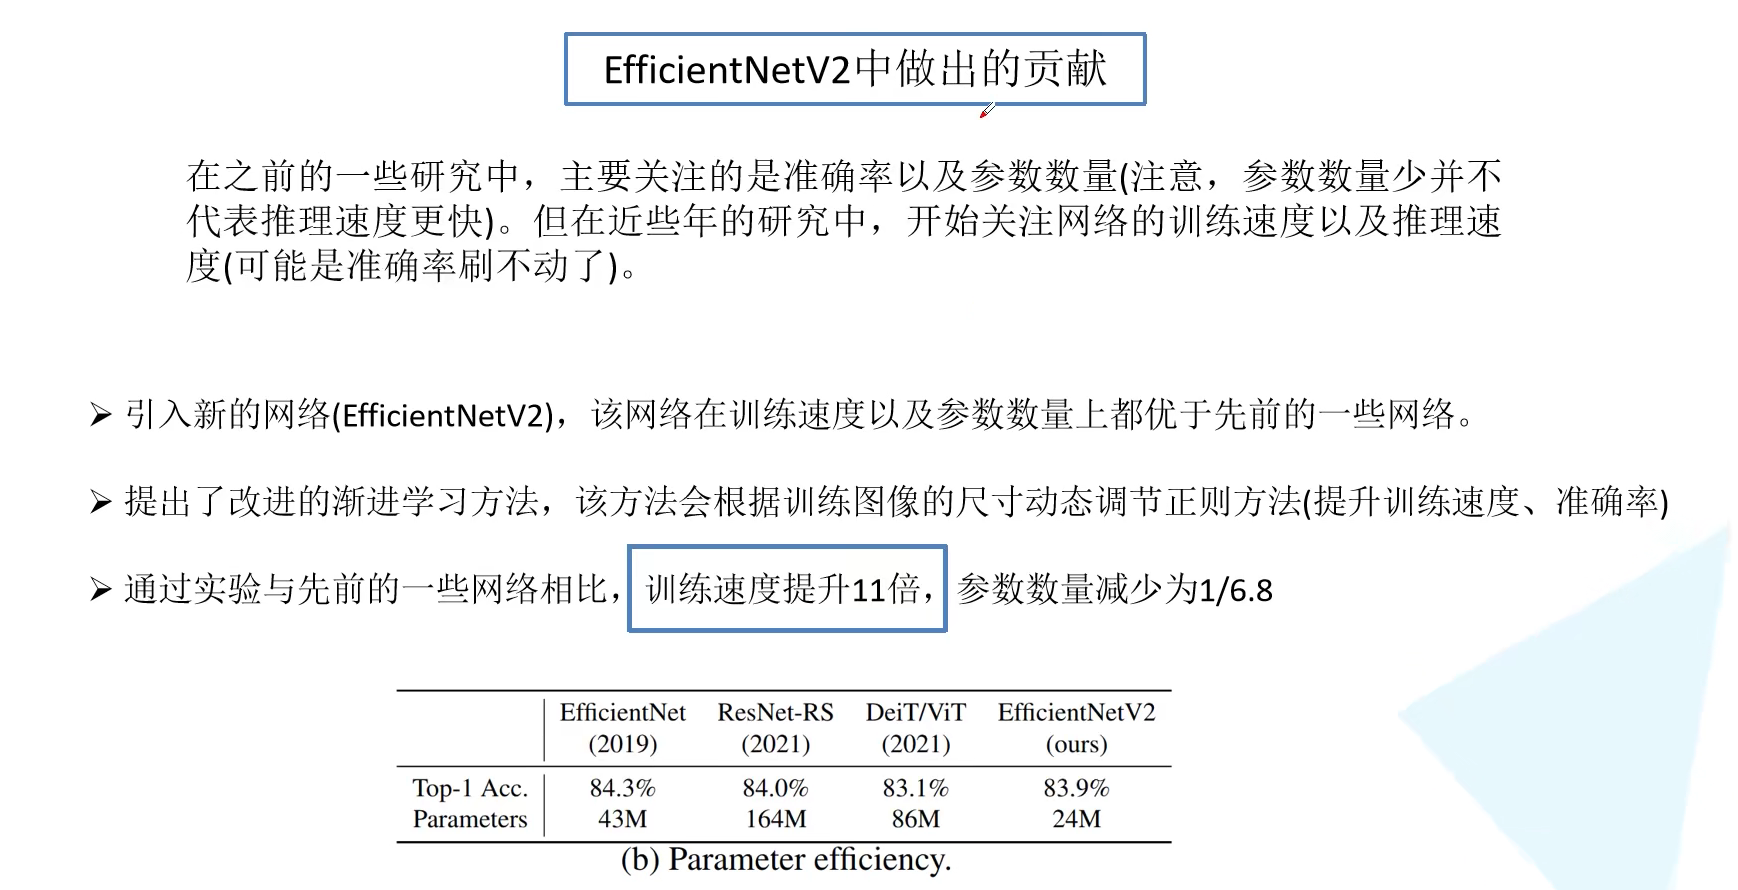 EfficientNetV2中做出的贡献
在之前的一些研究中，主要关注的是准确率以及参数数量(注意，参数数量少并不
代表推理速度更快)。但在近些年的研究中，开始关注网络的训练速度以及推理速
度(可能是准确率刷不动了)。
➢ 引入新的网络(EfficientNetV2)，该网络在训练速度以及参数数量上都优于先前的一些网络。
➢ 提出了改进的渐进学习方法，该方法会根据训练图像的尺寸动态调节正则方法(提升训练速度、准确率)
➢ 通过实验与先前的一些网络相比，训练速度提升11倍，参数数量减少为1/6.8
EfficientNet ResNet-RS DeiT/ViT EfficientNetV2
(2019) (2021) (2021) (ours)
Top-1 Acc. 84.3% 84.0% 83.1% 83.9%
Parameters 43M 164M 86M 24M
(b) Parameter efficiency.